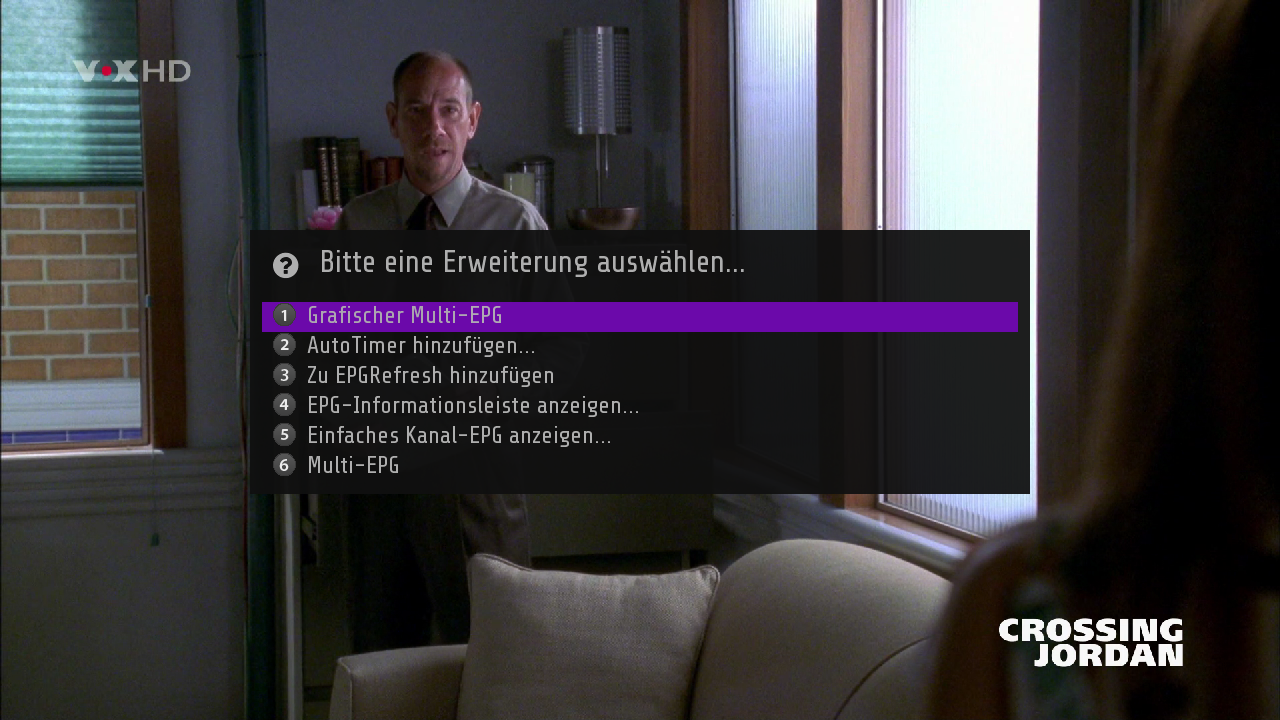 VOX HD
Bitte eine Erweiterung auswählen...
1 Grafischer Multi-EPG
2 AutoTimer hinzufügen...
3 Zu EPGRefresh hinzufügen
4 EPG-Informationsleiste anzeigen...
5 Einfaches Kanal-EPG anzeigen...
6 Multi-EPG
CROSSING
JORDAN